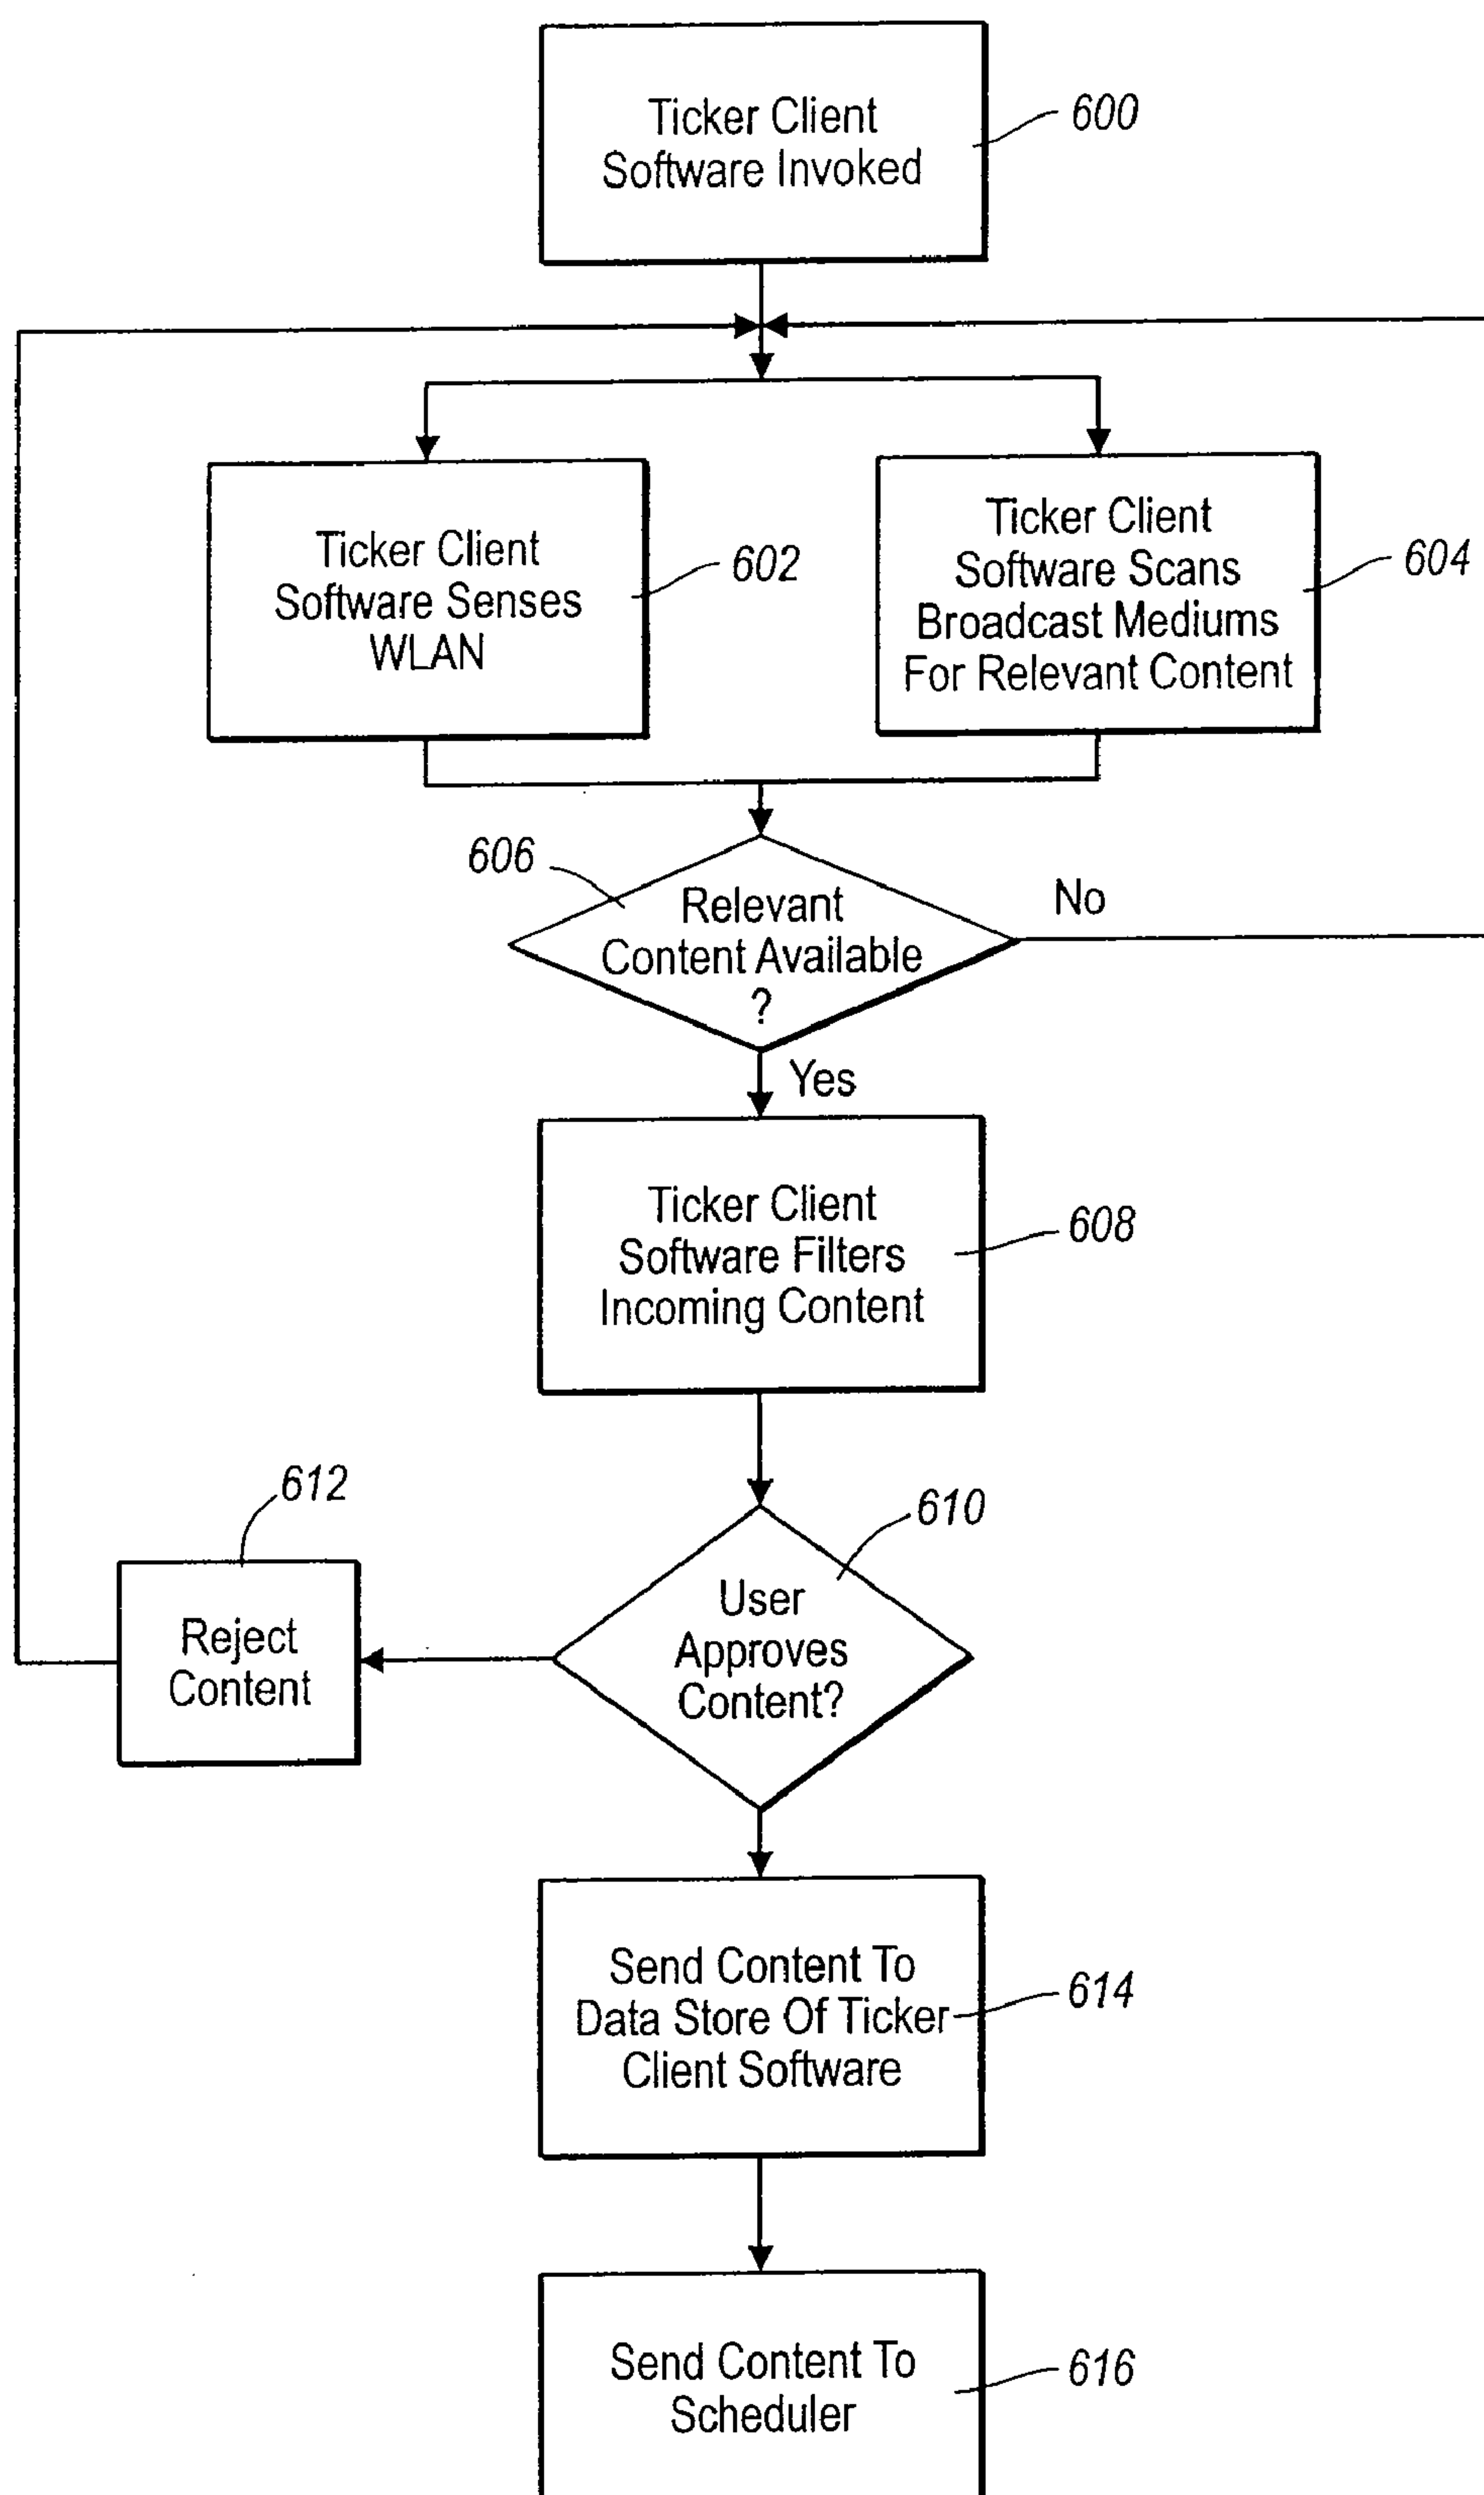 Ticker Client
Software Invoked
600
Ticker Client
Software Senses
WLAN
602
Ticker Client
Software Scans
Broadcast Mediums
For Relevant Content
604
606
Relevant
Content Available
?
No
Yes
Ticker Client
Software Filters
Incoming Content
608
612
Reject
Content
610
User
Approves
Content?
Send Content To
Data Store Of Ticker
Client Software
614
Send Content To
Scheduler
616